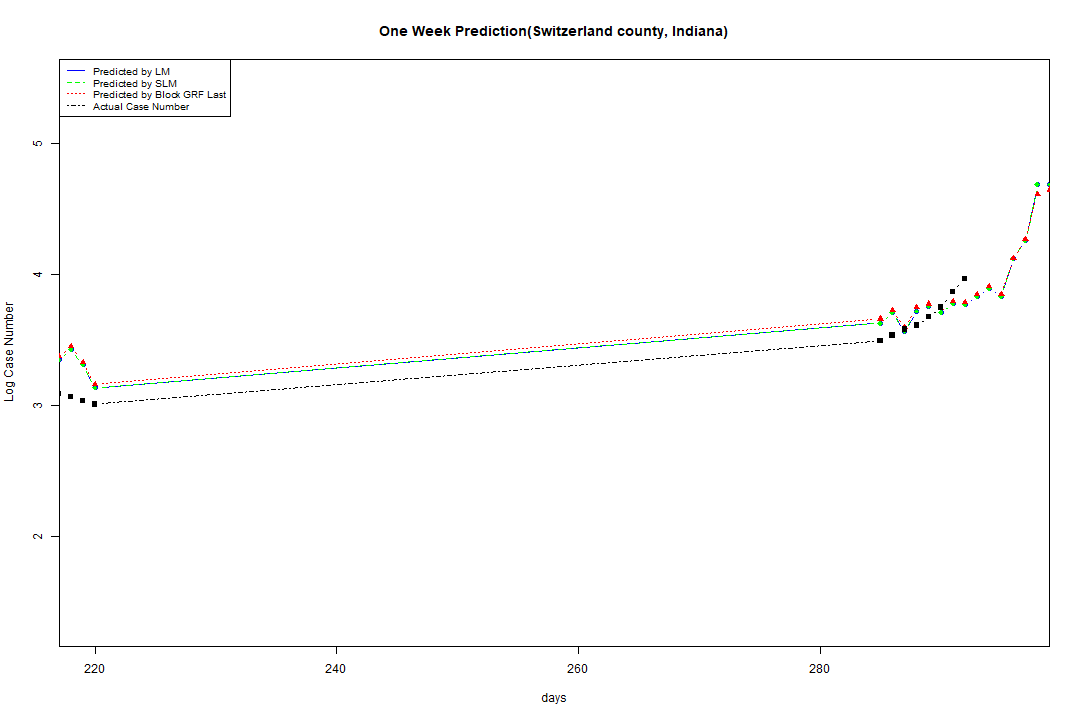 One Week Prediction(Switzerland county, Indiana)
Predicted by LM
Predicted by SLM
Predicted by Block GRF Last
Actual Case Number
5
4
3
2
Log Case Number
220 240 260 280
days